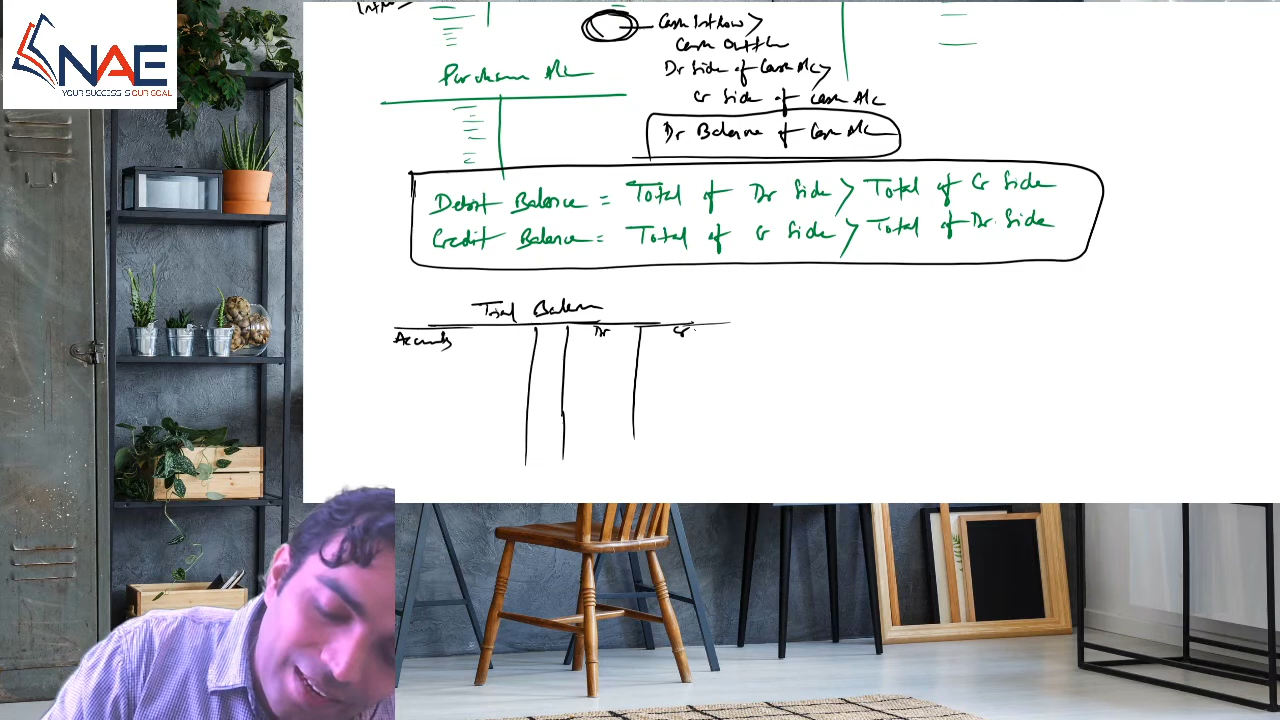 NAE
YOUR SUCCESS IS OUR GOAL
Cash Inflow >
Cash Outflow
Dr Side of Cash A/c >
Cr Side of Cash A/c
Purchase A/c
Dr Balance of Cash A/c
Debit Balance = Total of Dr Side > Total of Cr Side
Credit Balance = Total of Cr Side > Total of Dr. Side
Trial Balance
Accounts Dr Cr.